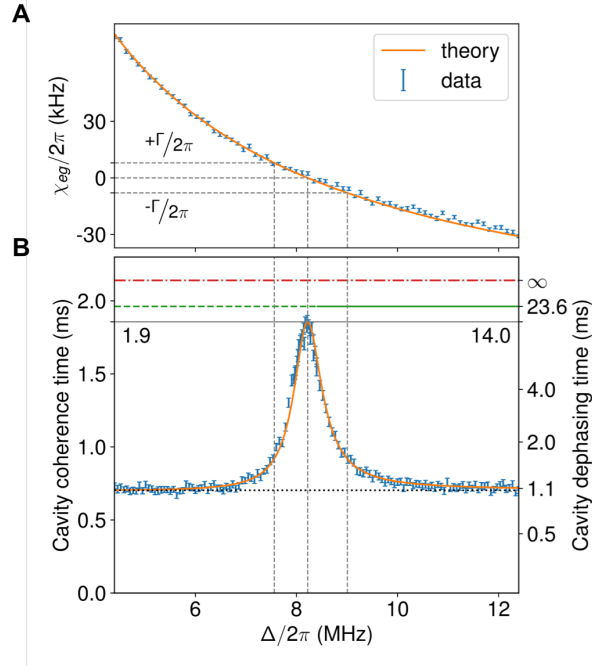 A
theory
data
χeg/2π (kHz)
30
0
-30
+Γ/2π
-Γ/2π
B
Cavity coherence time (ms)
2.0
1.5
1.0
0.5
0.0
1.9
14.0
∞
23.6
4.0
2.0
1.1
0.5
Cavity dephasing time (ms)
6
8
10
12
Δ/2π (MHz)